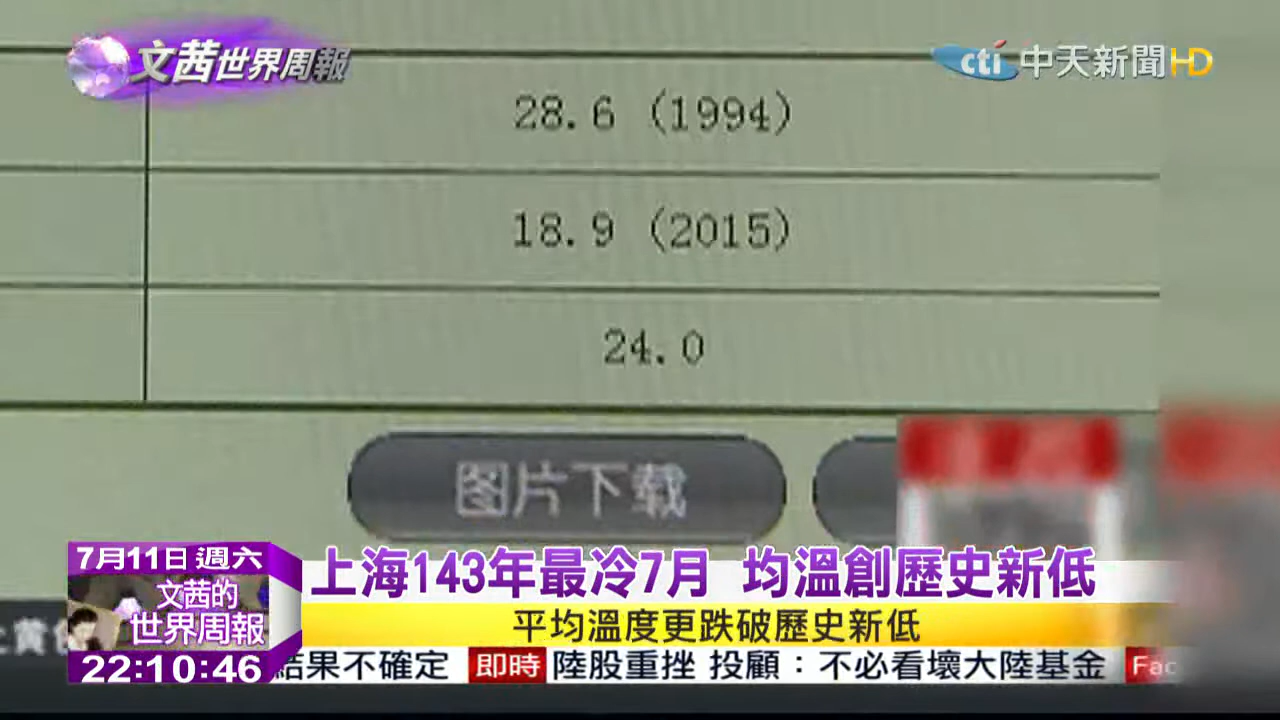 文茜世界周報
cti 中天新聞HD
28.6 (1994)
18.9 (2015)
24.0
图片下载
7月11日 週六
文茜的
世界周報
22:10:46
上海143年最冷7月 均溫創歷史新低
平均溫度更跌破歷史新低
結果不確定 即時 陸股重挫 投顧：不必看壞大陸基金 Fac